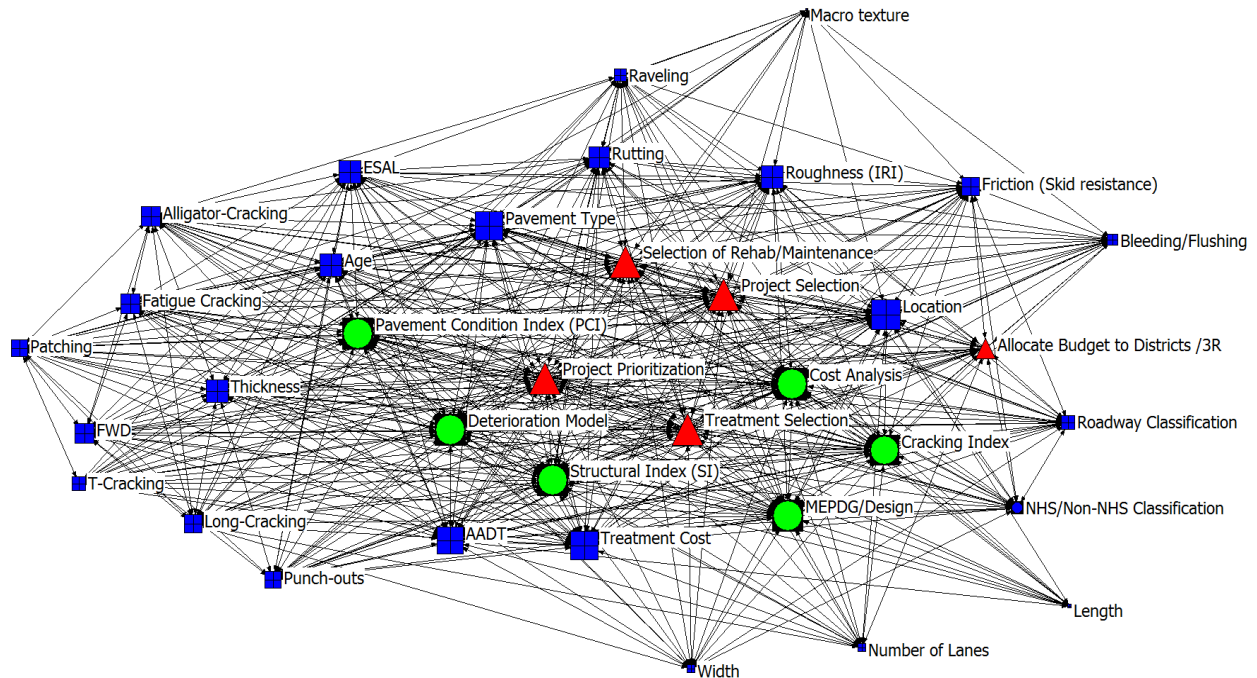 Macro texture
Raveling
Rutting
ESAL
Roughness (IRI)
Friction (Skid resistance)
Alligator-Cracking
Pavement Type
Bleeding/Flushing
Selection of Rehab/Maintenance
Age
Project Selection
Fatigue Cracking
Location
Pavement Condition Index (PCI)
Patching
Allocate Budget to Districts /3R
Project Prioritization
Cost Analysis
Thickness
Deterioration Model
Treatment Selection
Roadway Classification
FWD
Cracking Index
Structural Index (SI)
T-Cracking
MEPDG/Design
NHS/Non-NHS Classification
Long-Cracking
AADT
Treatment Cost
Punch-outs
Length
Number of Lanes
Width